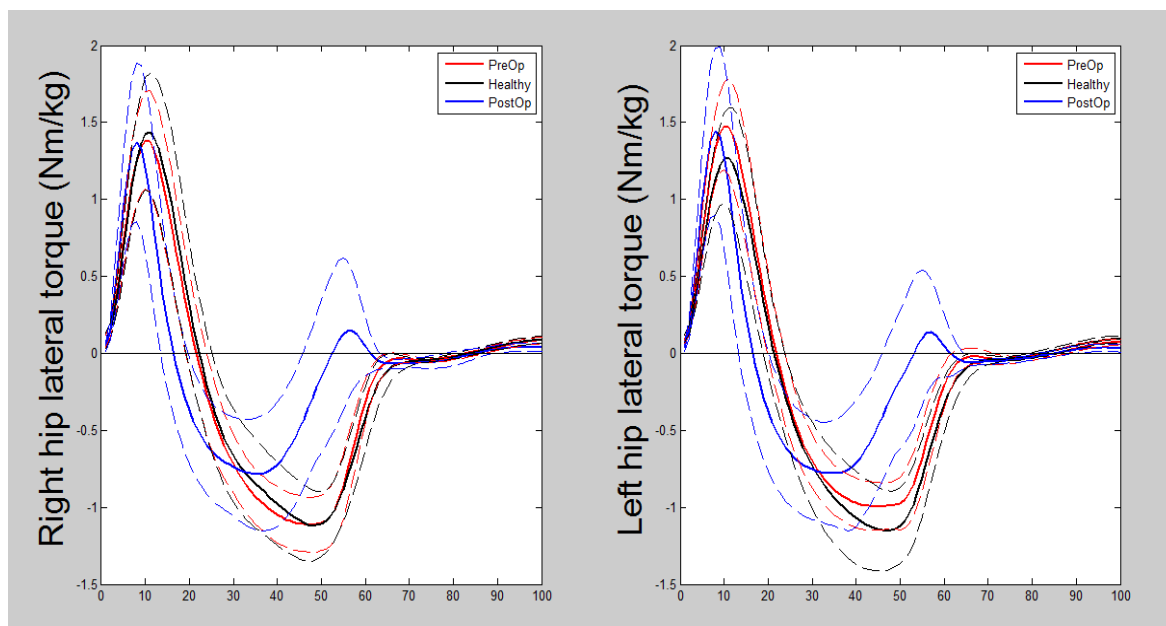 Right hip lateral torque (Nm/kg)
2
1.5
1
0.5
0
-0.5
-1
-1.5
0 10 20 30 40 50 60 70 80 90 100
PreOp
Healthy
PostOp
Left hip lateral torque (Nm/kg)
2
1.5
1
0.5
0
-0.5
-1
-1.5
0 10 20 30 40 50 60 70 80 90 100
PreOp
Healthy
PostOp